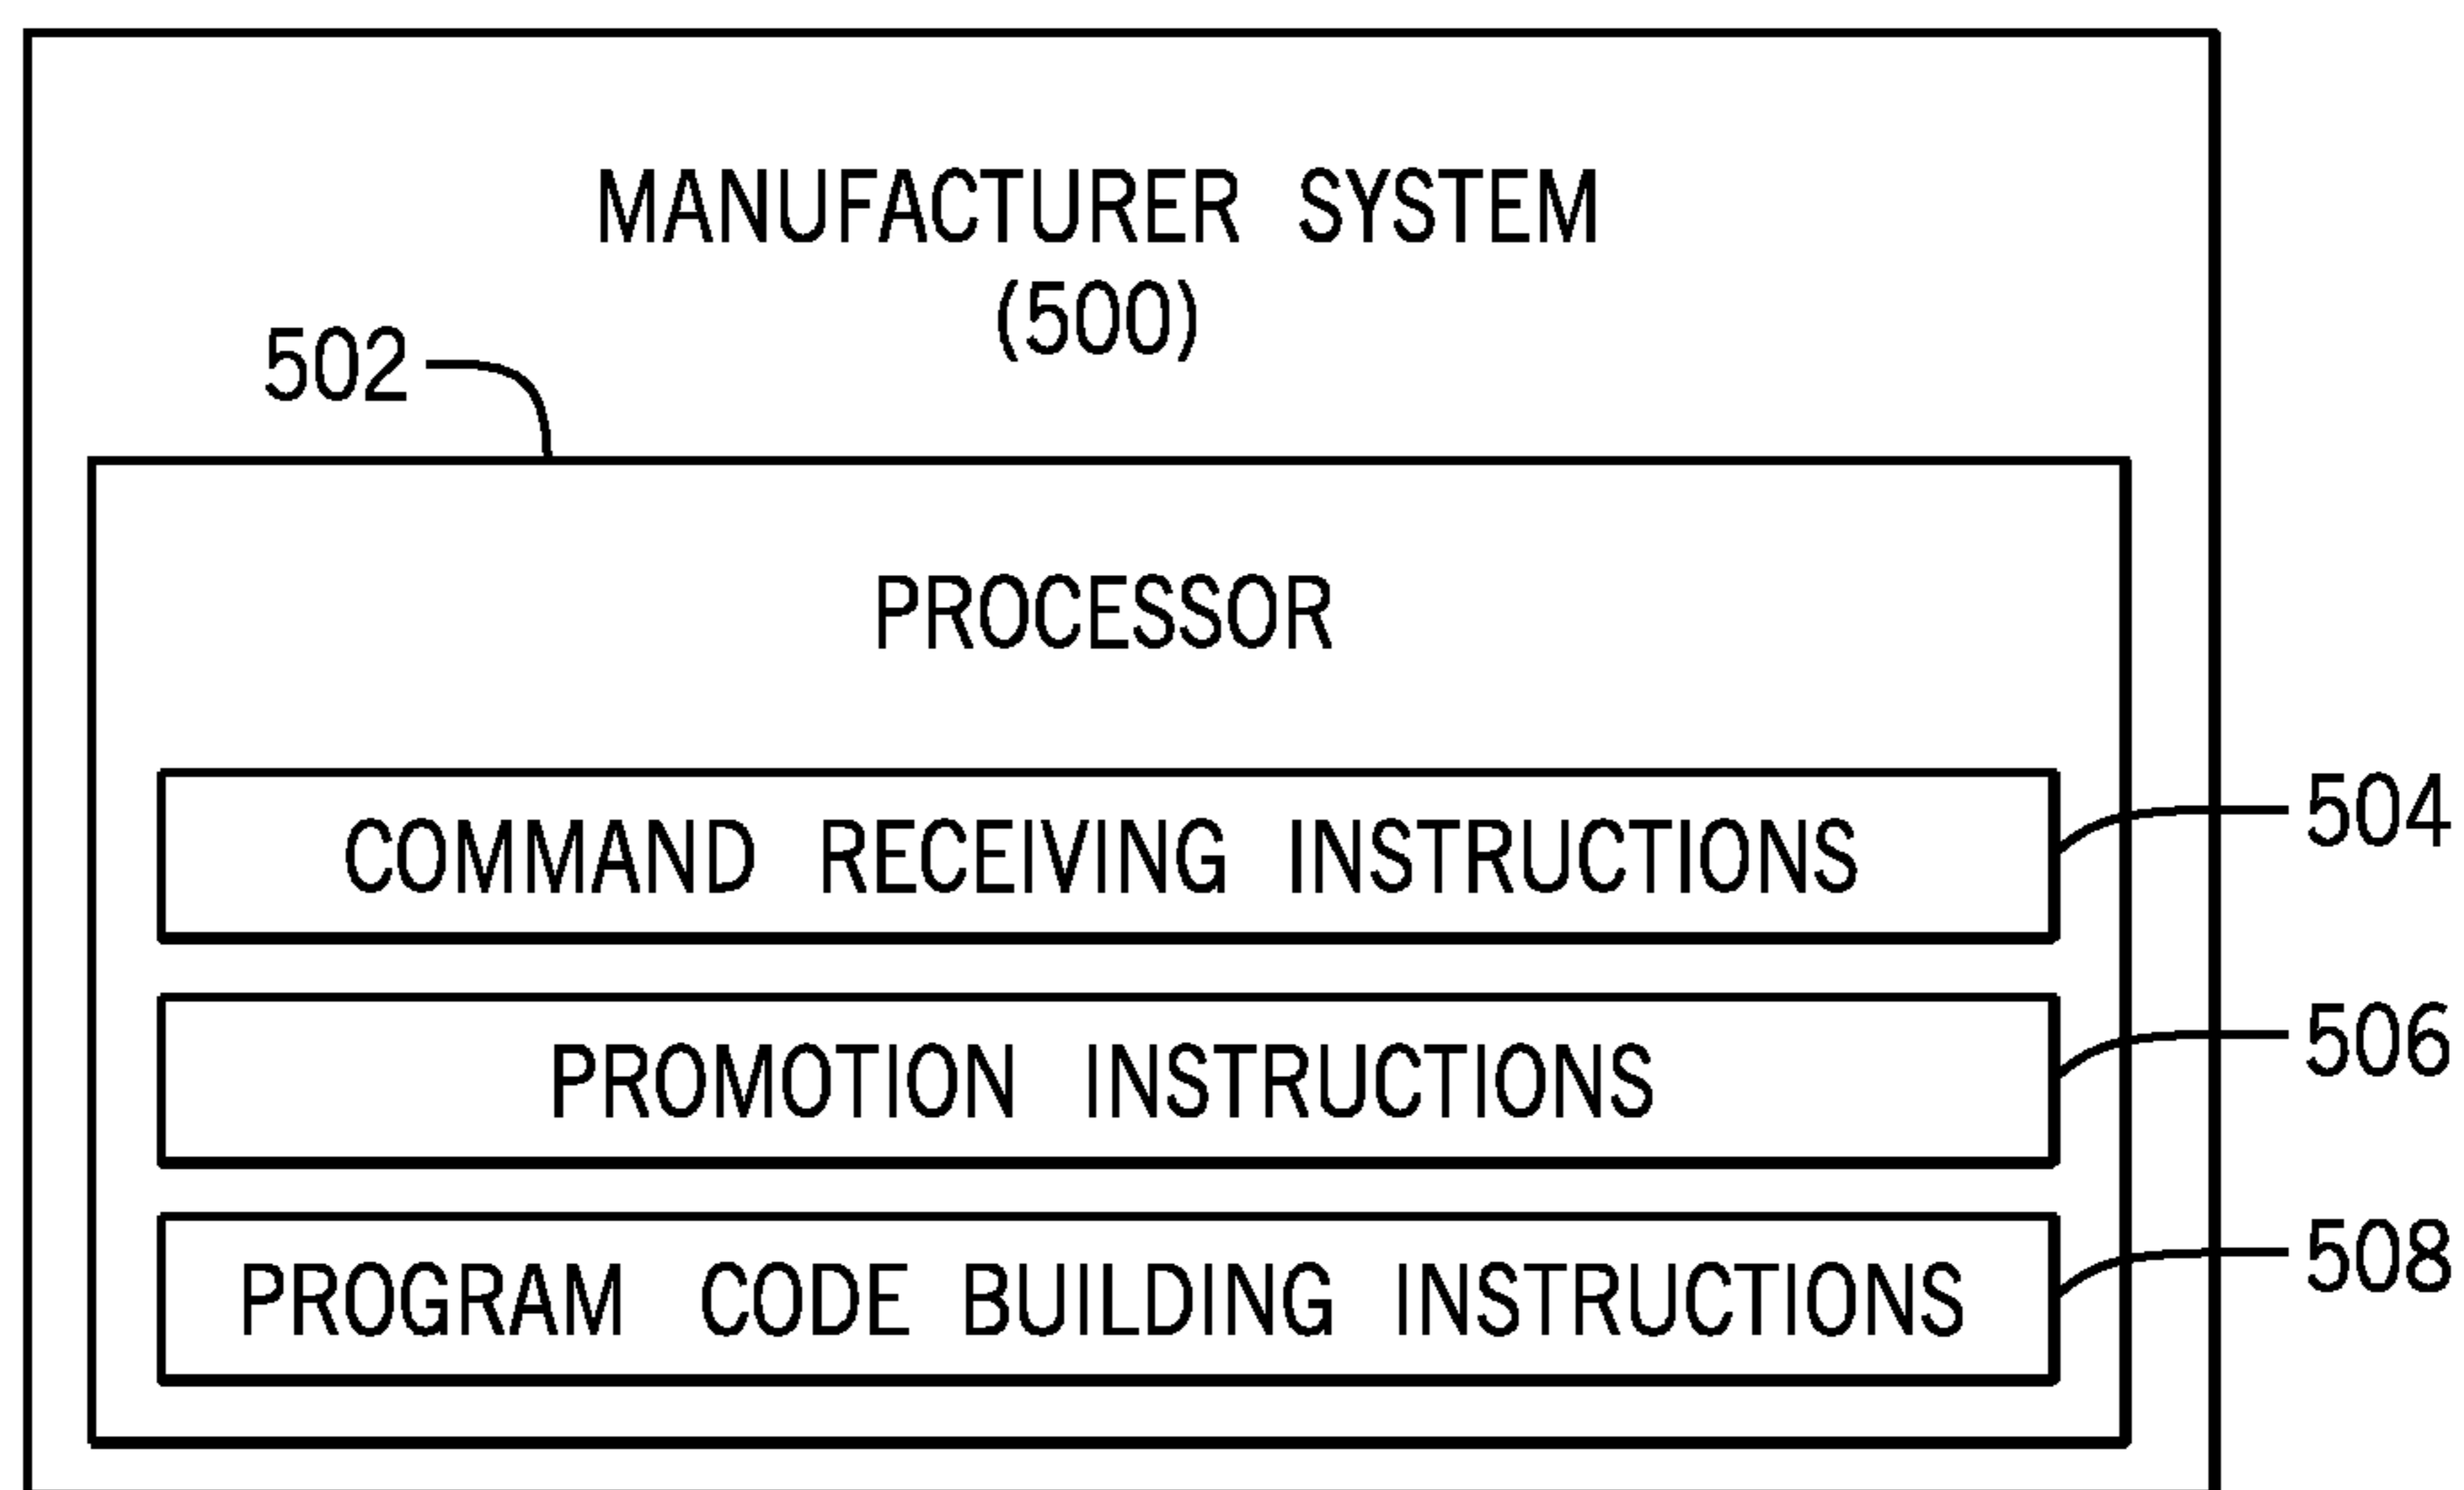 MANUFACTURER SYSTEM
(500)
502
PROCESSOR
COMMAND RECEIVING INSTRUCTIONS
504
PROMOTION INSTRUCTIONS
506
PROGRAM CODE BUILDING INSTRUCTIONS
508